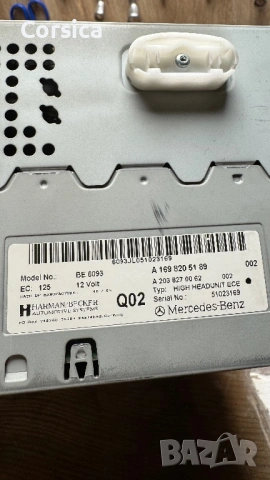 Corsica
6093JL051023169
Model No.: BE 6093
EC: 125 12 Volt
HARMAN/BECKER
AUTOMOTIVE SYSTEMS
Q02
A 169 820 51 89 002
A 203 827 00 62 002
Typ: HIGH HEADUNIT ECE
Serial No.: 51023169
Mercedes-Benz
BAZAR